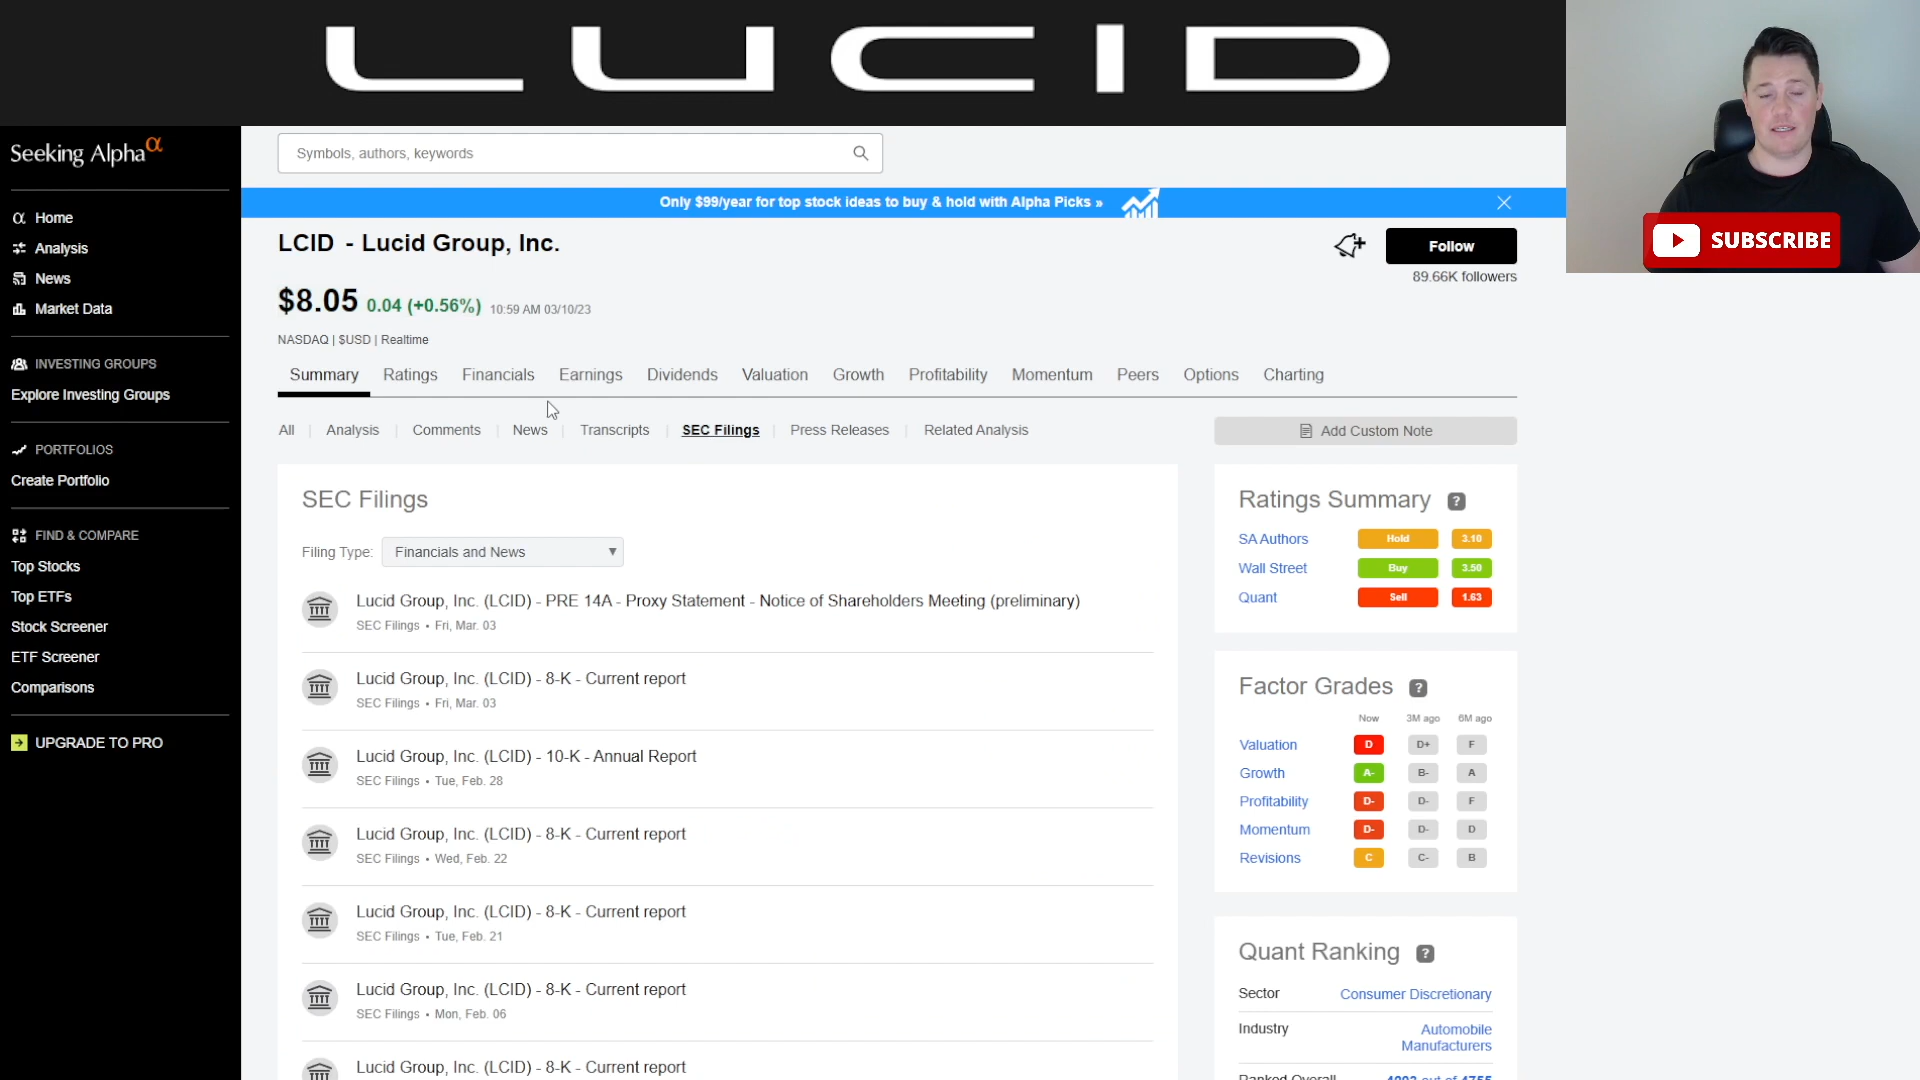 LUCID
SUBSCRIBE
Seeking Alphaα
Home
Analysis
News
Market Data
INVESTING GROUPS
Explore Investing Groups
PORTFOLIOS
Create Portfolio
FIND & COMPARE
Top Stocks
Top ETFs
Stock Screener
ETF Screener
Comparisons
UPGRADE TO PRO
Symbols, authors, keywords
Only $99/year for top stock ideas to buy & hold with Alpha Picks »
LCID - Lucid Group, Inc.
Follow
89.66K followers
$8.05 0.04 (+0.56%) 10:59 AM 03/10/23
NASDAQ | $USD | Realtime
Summary Ratings Financials Earnings Dividends Valuation Growth Profitability Momentum Peers Options Charting
All | Analysis | Comments | News | Transcripts | SEC Filings | Press Releases | Related Analysis
Add Custom Note
SEC Filings
Filing Type: Financials and News
Lucid Group, Inc. (LCID) - PRE 14A - Proxy Statement - Notice of Shareholders Meeting (preliminary)
SEC Filings • Fri, Mar. 03
Lucid Group, Inc. (LCID) - 8-K - Current report
SEC Filings • Fri, Mar. 03
Lucid Group, Inc. (LCID) - 10-K - Annual Report
SEC Filings • Tue, Feb. 28
Lucid Group, Inc. (LCID) - 8-K - Current report
SEC Filings • Wed, Feb. 22
Lucid Group, Inc. (LCID) - 8-K - Current report
SEC Filings • Tue, Feb. 21
Lucid Group, Inc. (LCID) - 8-K - Current report
SEC Filings • Mon, Feb. 06
Lucid Group, Inc. (LCID) - 8-K - Current report
Ratings Summary ?
SA Authors Hold 3.10
Wall Street Buy 3.50
Quant Sell 1.63
Factor Grades ?
Now 3M ago 6M ago
Valuation D D+ F
Growth A- B- A
Profitability D- D- F
Momentum D- D- D
Revisions C C- B
Quant Ranking ?
Sector Consumer Discretionary
Industry Automobile
Manufacturers
Ranked Overall